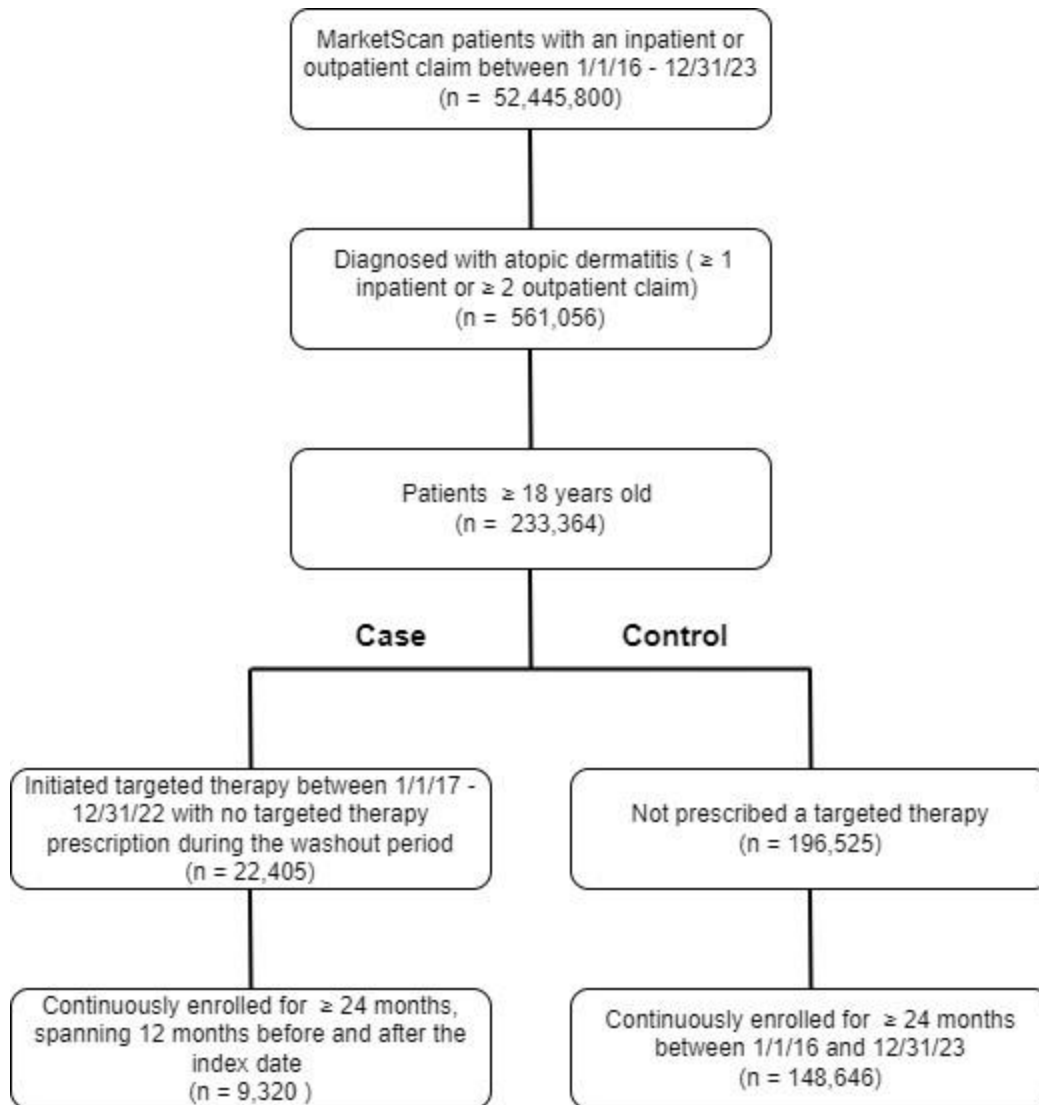 MarketScan patients with an inpatient or
outpatient claim between 1/1/16 - 12/31/23
(n = 52,445,800)
Diagnosed with atopic dermatitis ( ≥ 1
inpatient or ≥ 2 outpatient claim)
(n = 561,056)
Patients ≥ 18 years old
(n = 233,364)
Case
Control
Initiated targeted therapy between 1/1/17 -
12/31/22 with no targeted therapy
prescription during the washout period
(n = 22,405)
Not prescribed a targeted therapy
(n = 196,525)
Continuously enrolled for ≥ 24 months,
spanning 12 months before and after the
index date
(n = 9,320 )
Continuously enrolled for ≥ 24 months
between 1/1/16 and 12/31/23
(n = 148,646)